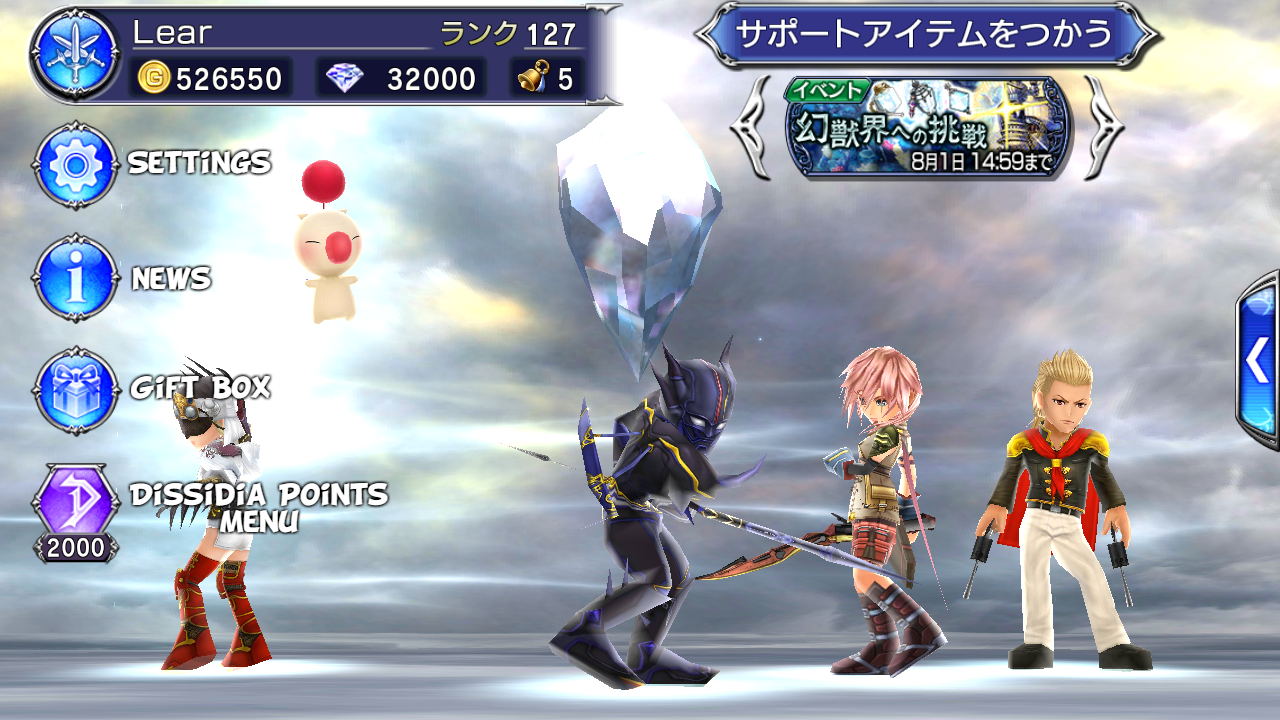 Lear
ランク 127
526550
32000
5
サポートアイテムをつかう
イベント
幻獣界への挑戦
8月1日 14:59まで
SETTINGS
NEWS
GIFT BOX
DISSIDIA POINTS
MENU
2000